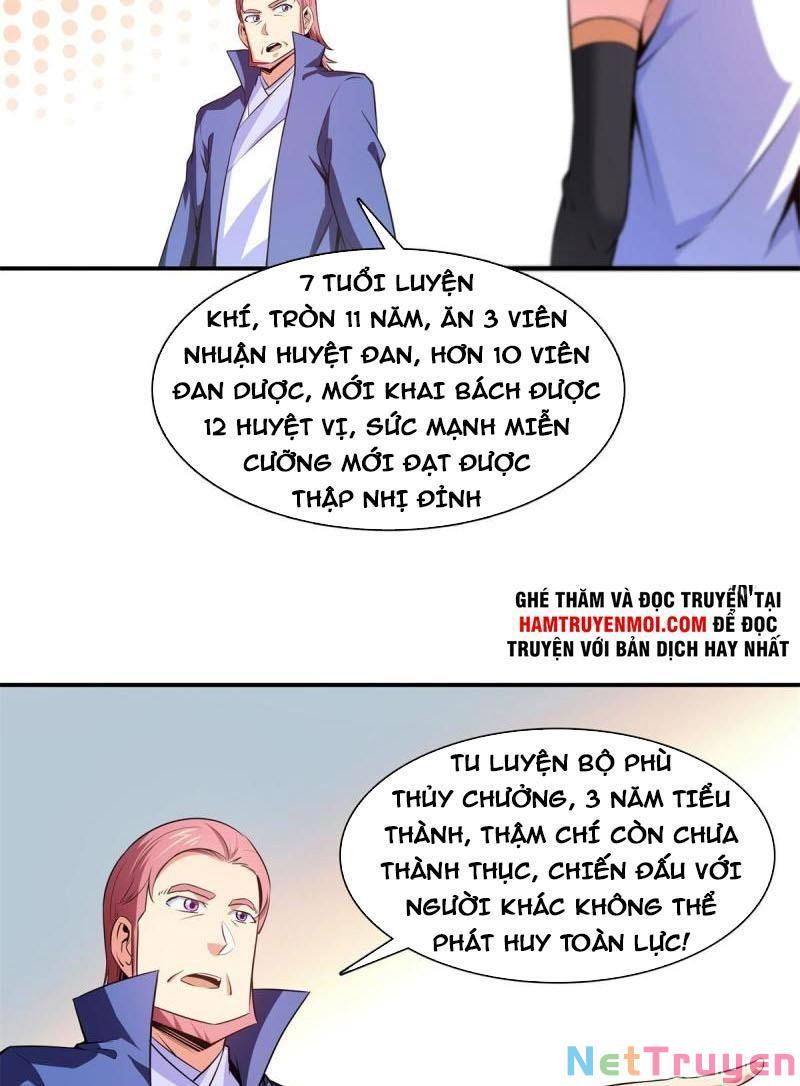 7 TUỔI LUYỆN
KHÍ, TRÒN 11 NĂM, ĂN 3 VIÊN
NHUẬN HUYỆT ĐAN, HƠN 10 VIÊN
ĐAN DƯỢC, MỚI KHAI BÁCH ĐƯỢC
12 HUYỆT VỊ, SỨC MẠNH MIỄN
CƯỠNG MỚI ĐẠT ĐƯỢC
THẬP NHỊ ĐỈNH
GHÉ THĂM VÀ ĐỌC TRUYỆN TẠI
HAMTRUYENMOI.COM ĐỂ ĐỌC
TRUYỆN VỚI BẢN DỊCH HAY NHẤT
TU LUYỆN BỘ PHÙ
THỦY CHƯỞNG, 3 NĂM TIỂU
THÀNH, THẬM CHÍ CÒN CHƯA
THÀNH THỤC, CHIẾN ĐẤU VỚI
NGƯỜI KHÁC KHÔNG THỂ
PHÁT HUY TOÀN LỰC!
NetTruyen